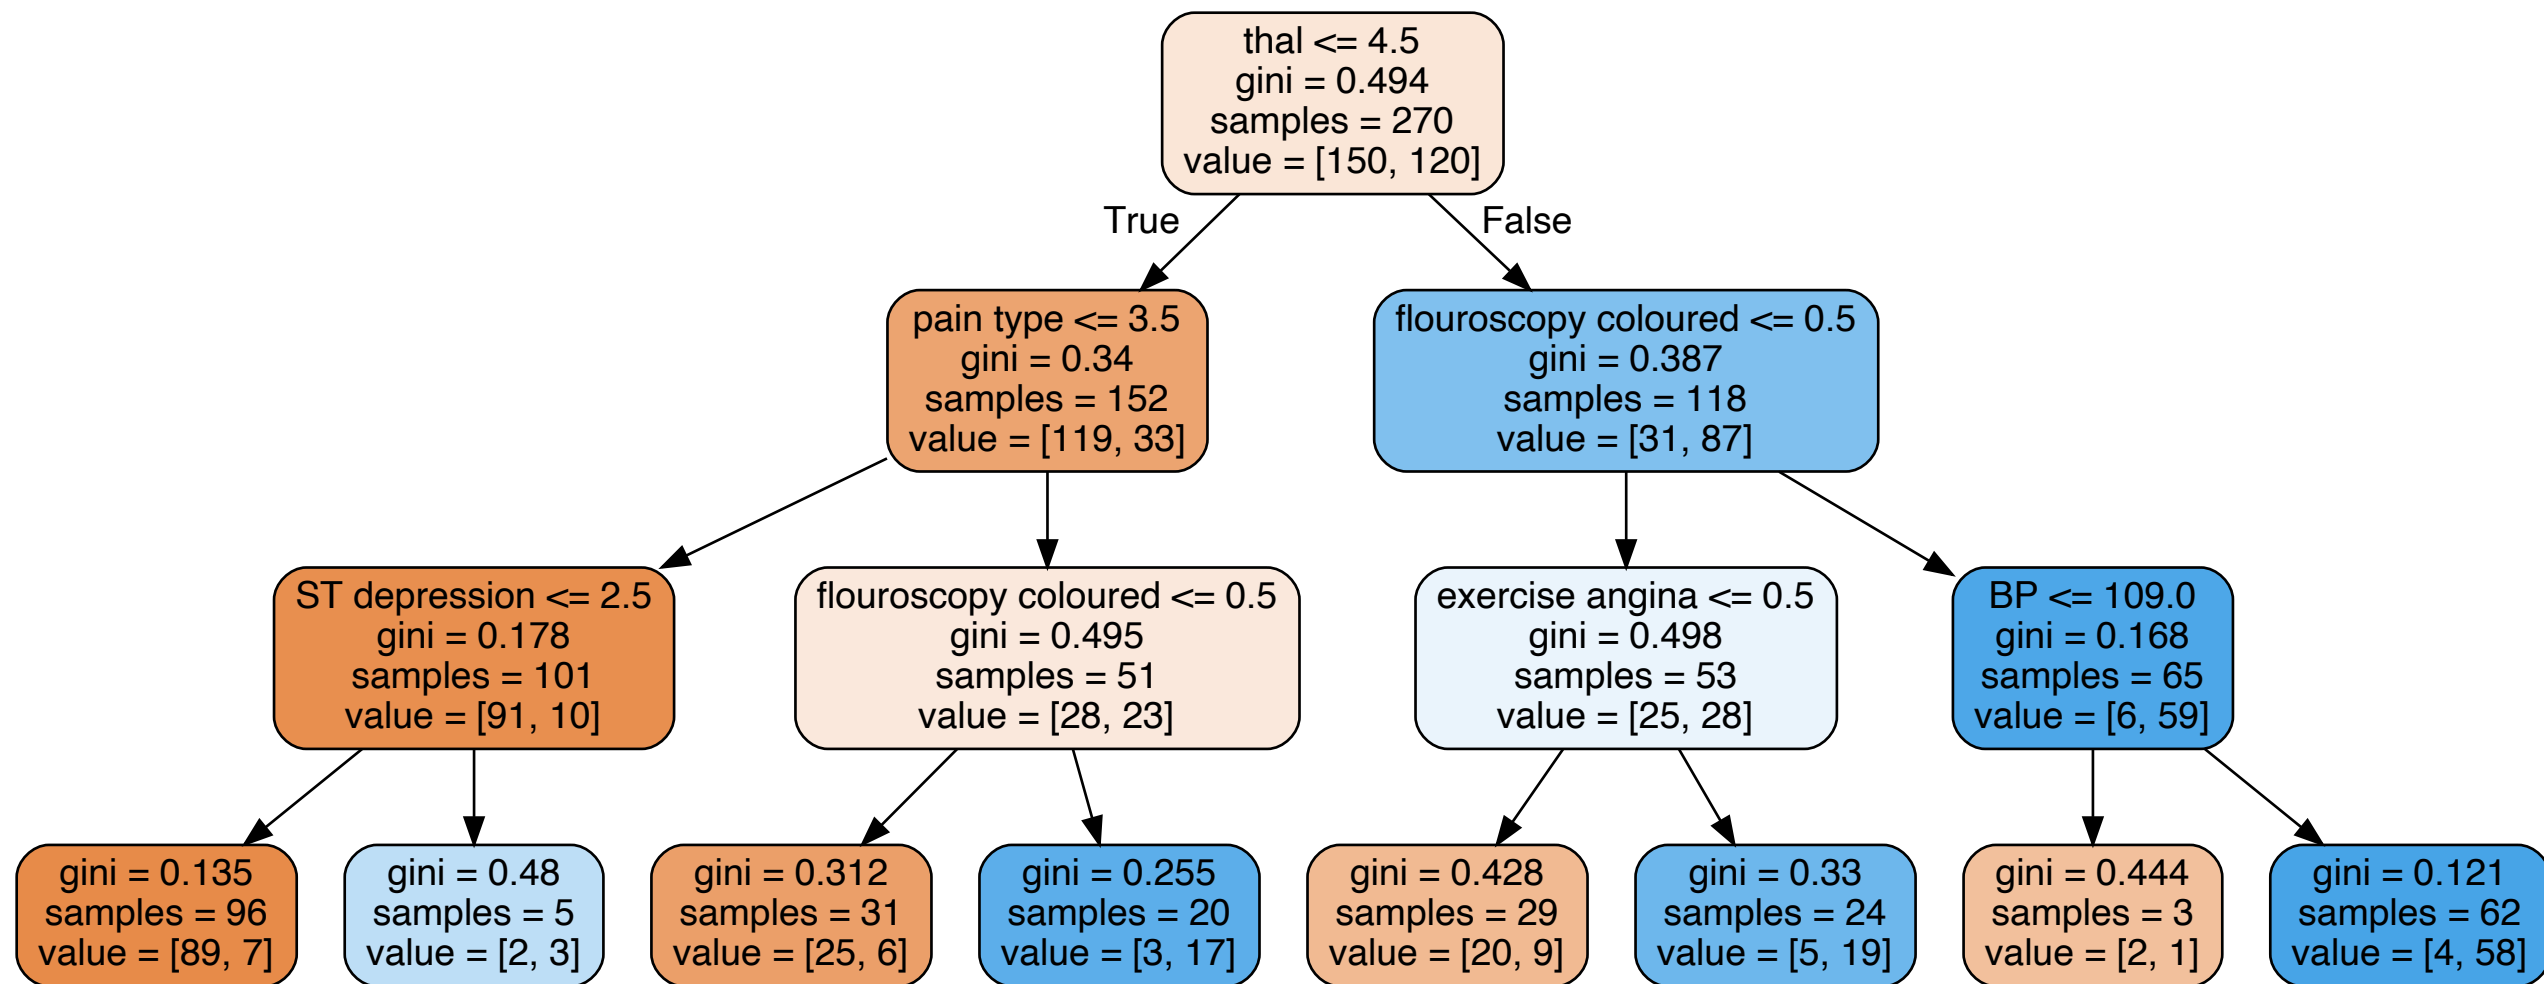 thal <= 4.5
gini = 0.494
samples = 270
value = [150, 120]
True
False
pain type <= 3.5
gini = 0.34
samples = 152
value = [119, 33]
flouroscopy coloured <= 0.5
gini = 0.387
samples = 118
value = [31, 87]
ST depression <= 2.5
gini = 0.178
samples = 101
value = [91, 10]
flouroscopy coloured <= 0.5
gini = 0.495
samples = 51
value = [28, 23]
exercise angina <= 0.5
gini = 0.498
samples = 53
value = [25, 28]
BP <= 109.0
gini = 0.168
samples = 65
value = [6, 59]
gini = 0.135
samples = 96
value = [89, 7]
gini = 0.48
samples = 5
value = [2, 3]
gini = 0.312
samples = 31
value = [25, 6]
gini = 0.255
samples = 20
value = [3, 17]
gini = 0.428
samples = 29
value = [20, 9]
gini = 0.33
samples = 24
value = [5, 19]
gini = 0.444
samples = 3
value = [2, 1]
gini = 0.121
samples = 62
value = [4, 58]